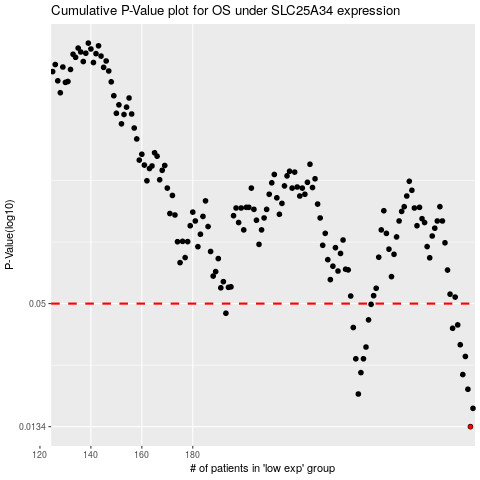 Cumulative P-Value plot for OS under SLC25A34 expression
P-Value(log10)
0.05
0.0134
120 140 160 180
# of patients in 'low exp' group